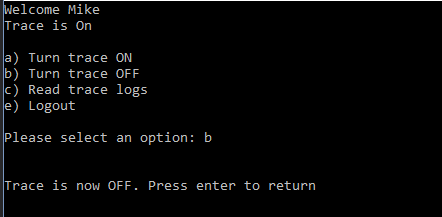 Welcome Mike
Trace is On
a) Turn trace ON
b) Turn trace OFF
c) Read trace logs
e) Logout
Please select an option: b
Trace is now OFF. Press enter to return